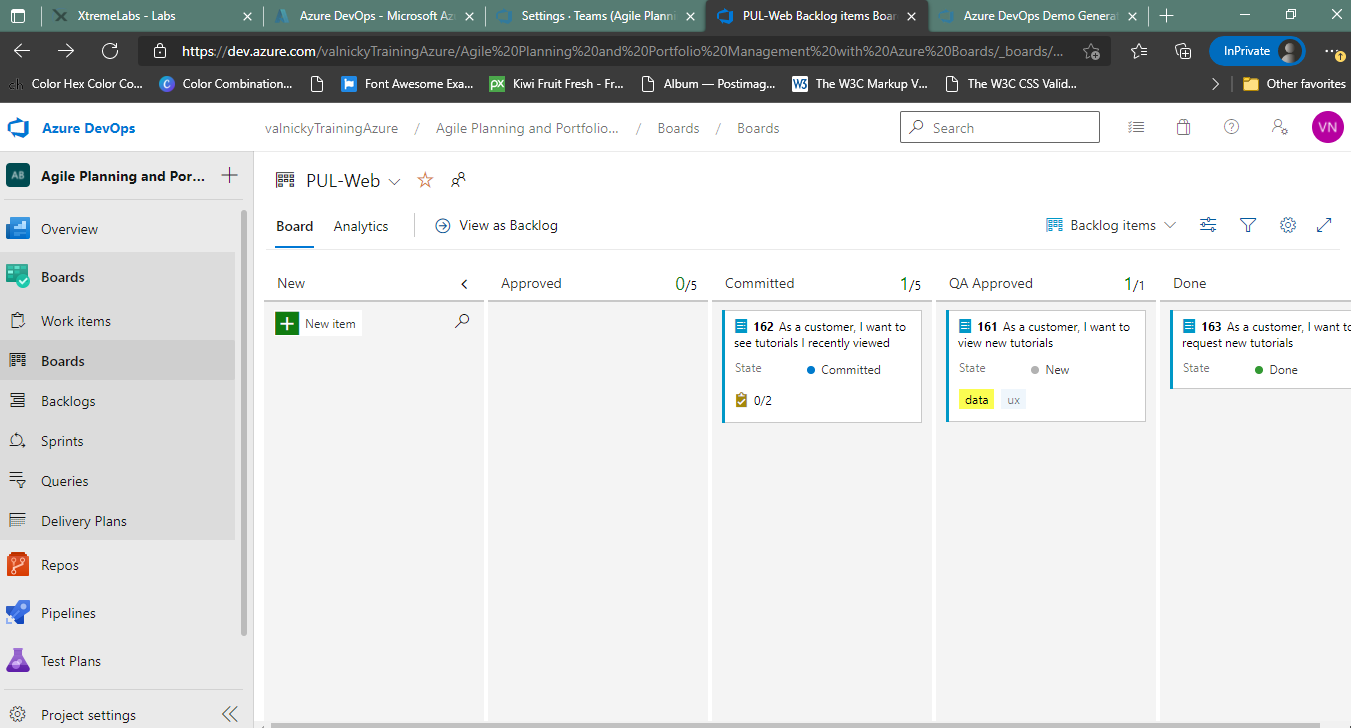 XtremeLabs - Labs
Azure DevOps - Microsoft Az
Settings · Teams (Agile Planni
PUL-Web Backlog items Boar
Azure DevOps Demo Genera
https://dev.azure.com/valnickyTrainingAzure/Agile%20Planning%20and%20Portfolio%20Management%20with%20Azure%20Boards/_boards/...
InPrivate
Color Hex Color Co...
Color Combination...
Font Awesome Exa...
Kiwi Fruit Fresh - Fr...
Album — Postimag...
The W3C Markup V...
The W3C CSS Valid...
Other favorites
Azure DevOps
valnickyTrainingAzure / Agile Planning and Portfolio... / Boards / Boards
Search
VN
AB
Agile Planning and Por...
Overview
Boards
Work items
Boards
Backlogs
Sprints
Queries
Delivery Plans
Repos
Pipelines
Test Plans
Project settings
PUL-Web
Board
Analytics
View as Backlog
Backlog items
New
New item
Approved
0/5
Committed
1/5
162 As a customer, I want to
see tutorials I recently viewed
State
Committed
0/2
QA Approved
1/1
161 As a customer, I want to
view new tutorials
State
New
data
ux
Done
163 As a customer, I want to
request new tutorials
State
Done